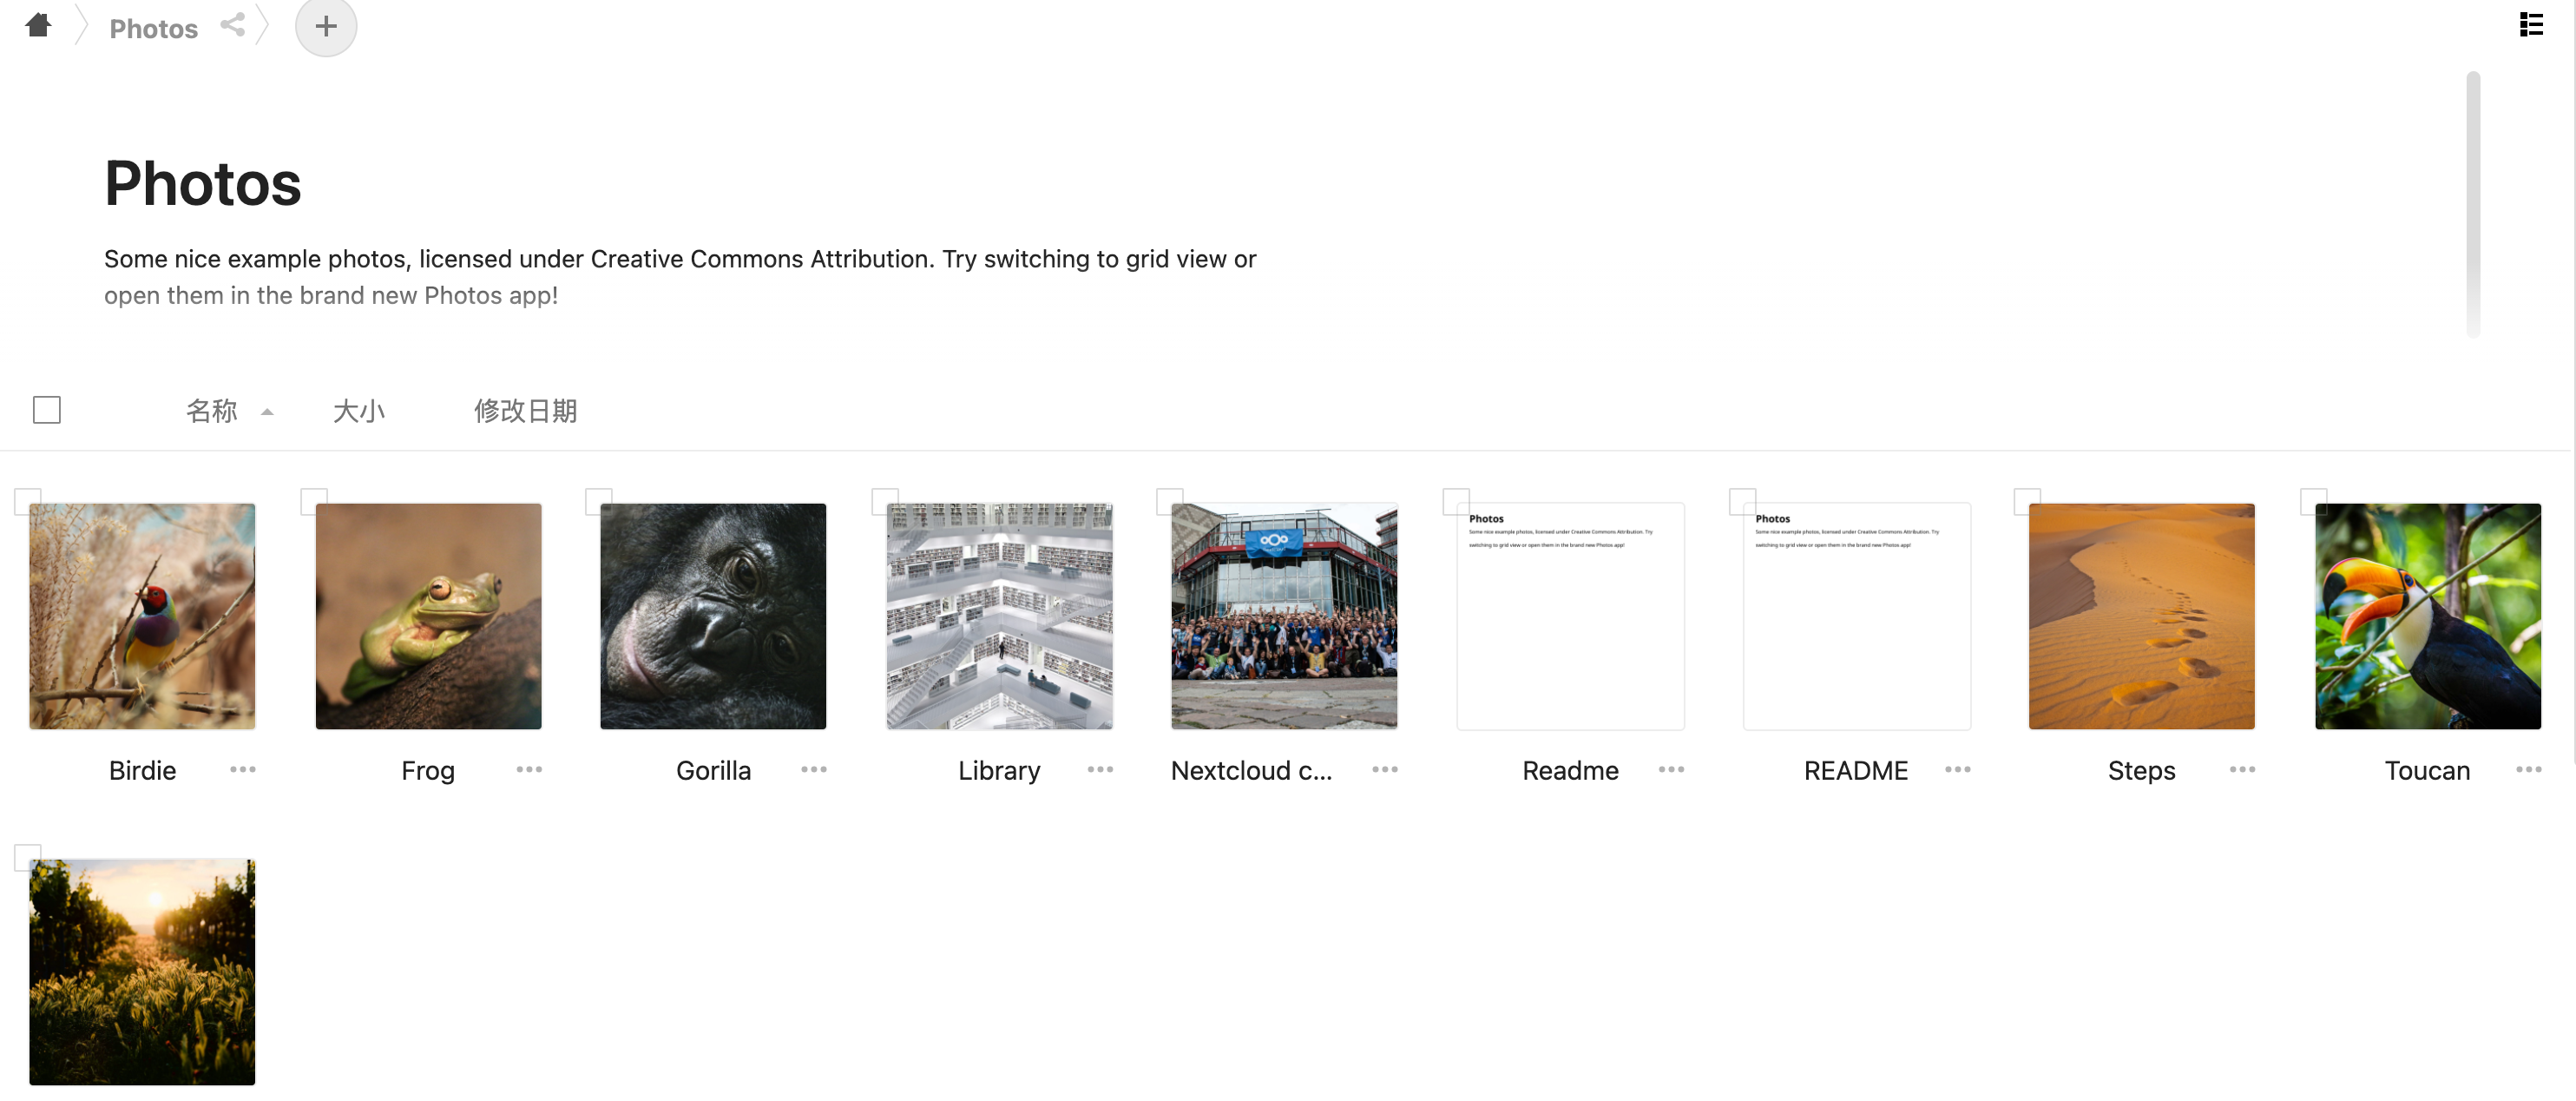 Photos
Photos
Some nice example photos, licensed under Creative Commons Attribution. Try switching to grid view or
open them in the brand new Photos app!
名称 大小 修改日期
Photos
Some nice example photos, licensed under Creative Commons Attribution. Try
switching to grid view or open them in the brand new Photos app!
Photos
Some nice example photos, licensed under Creative Commons Attribution. Try
switching to grid view or open them in the brand new Photos app!
Birdie Frog Gorilla Library Nextcloud c... Readme README Steps Toucan